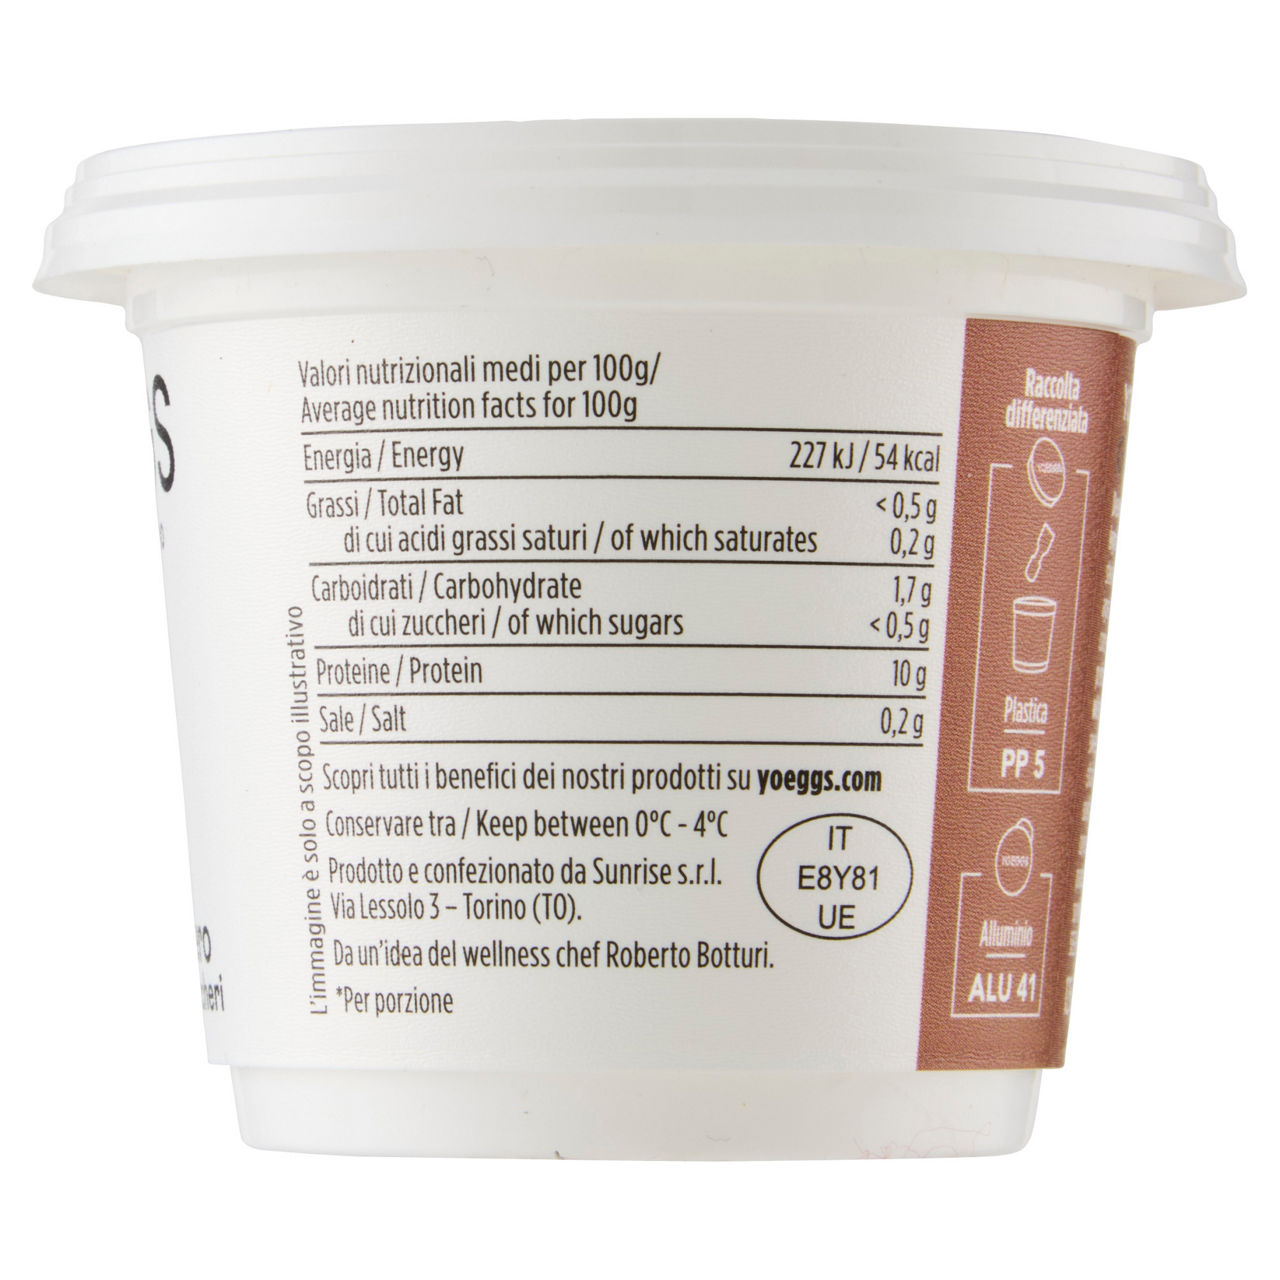 Valori nutrizionali medi per 100g/
Average nutrition facts for 100g
Energia / Energy 227 kJ / 54 kcal
Grassi / Total Fat < 0,5 g
di cui acidi grassi saturi / of which saturates 0,2 g
Carboidrati / Carbohydrate 1,7 g
di cui zuccheri / of which sugars < 0,5 g
Proteine / Protein 10 g
Sale / Salt 0,2 g
Scopri tutti i benefici dei nostri prodotti su yoeggs.com
Conservare tra / Keep between 0°C - 4°C
Prodotto e confezionato da Sunrise s.r.l.
Via Lessolo 3 – Torino (TO).
Da un'idea del wellness chef Roberto Botturi.
*Per porzione
IT
E8Y81
UE
L'immagine è solo a scopo illustrativo
Raccolta
differenziata
YOEGGS
Plastica
PP 5
YOEGGS
Alluminio
ALU 41